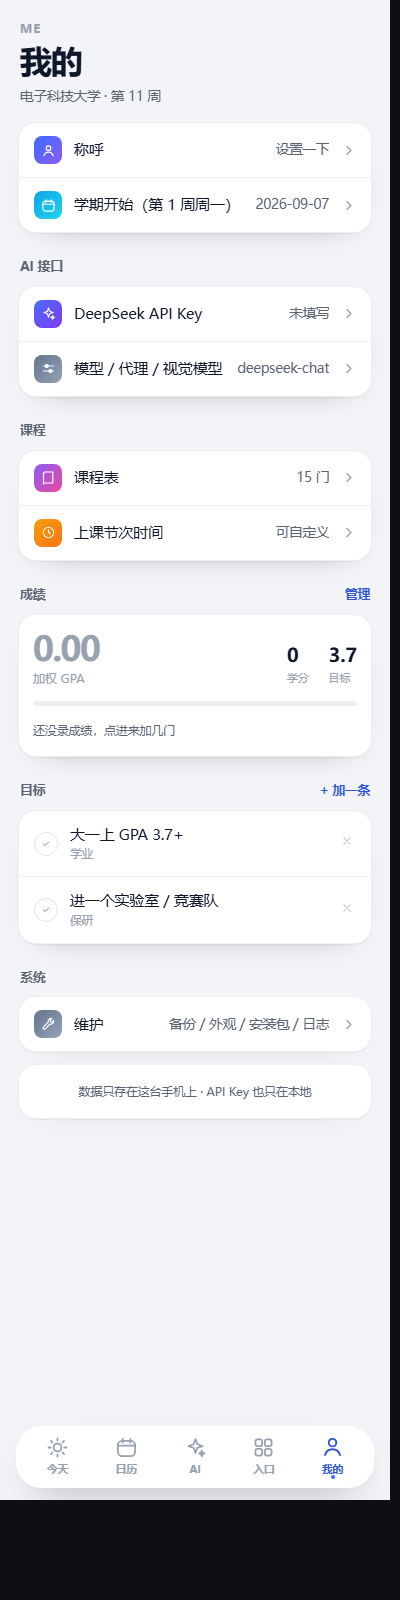 ME
我的
电子科技大学 · 第 11 周
称呼
设置一下
学期开始（第 1 周周一）
2026-09-07
AI 接口
DeepSeek API Key
未填写
模型 / 代理 / 视觉模型
deepseek-chat
课程
课程表
15 门
上课节次时间
可自定义
成绩
管理
0.00
0
3.7
加权 GPA
学分
目标
还没录成绩，点进来加几门
目标
+ 加一条
大一上 GPA 3.7+
学业
进一个实验室 / 竞赛队
保研
系统
维护
备份 / 外观 / 安装包 / 日志
数据只存在这台手机上 · API Key 也只在本地
今天
日历
AI
入口
我的